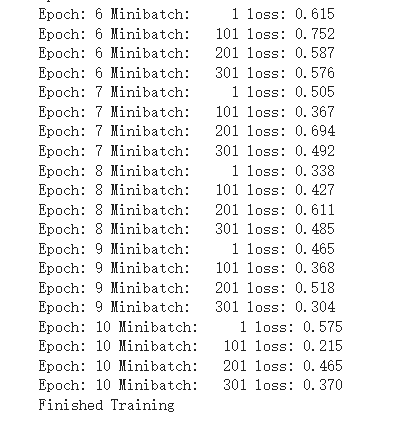 Epoch: 6 Minibatch:     1 loss: 0.615
Epoch: 6 Minibatch:   101 loss: 0.752
Epoch: 6 Minibatch:   201 loss: 0.587
Epoch: 6 Minibatch:   301 loss: 0.576
Epoch: 7 Minibatch:     1 loss: 0.505
Epoch: 7 Minibatch:   101 loss: 0.367
Epoch: 7 Minibatch:   201 loss: 0.694
Epoch: 7 Minibatch:   301 loss: 0.492
Epoch: 8 Minibatch:     1 loss: 0.338
Epoch: 8 Minibatch:   101 loss: 0.427
Epoch: 8 Minibatch:   201 loss: 0.611
Epoch: 8 Minibatch:   301 loss: 0.485
Epoch: 9 Minibatch:     1 loss: 0.465
Epoch: 9 Minibatch:   101 loss: 0.368
Epoch: 9 Minibatch:   201 loss: 0.518
Epoch: 9 Minibatch:   301 loss: 0.304
Epoch: 10 Minibatch:     1 loss: 0.575
Epoch: 10 Minibatch:   101 loss: 0.215
Epoch: 10 Minibatch:   201 loss: 0.465
Epoch: 10 Minibatch:   301 loss: 0.370
Finished Training